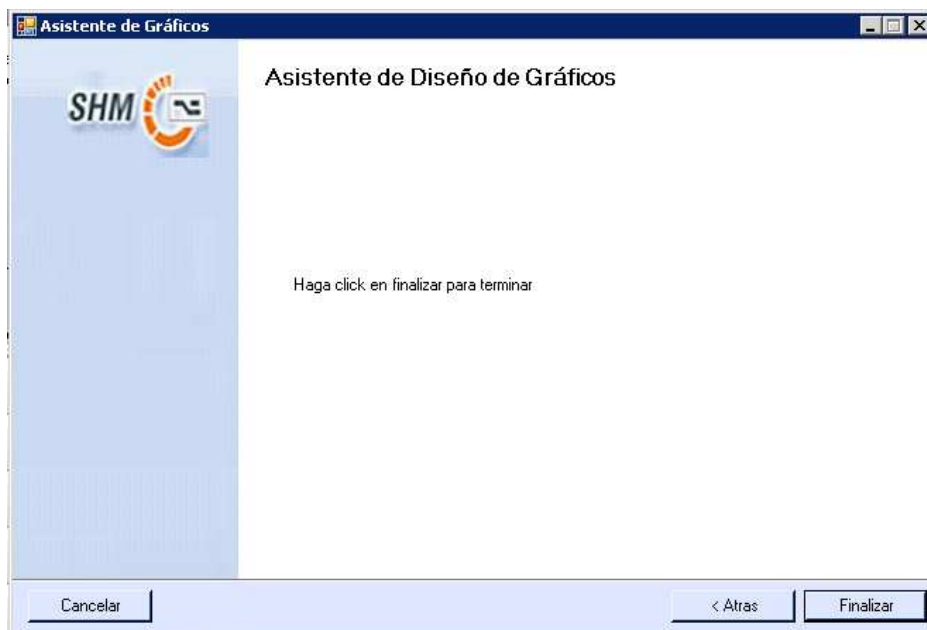 Asistente de Gráficos
SHM
Asistente de Diseño de Gráficos
Haga click en finalizar para terminar
Cancelar
< Atras
Finalizar